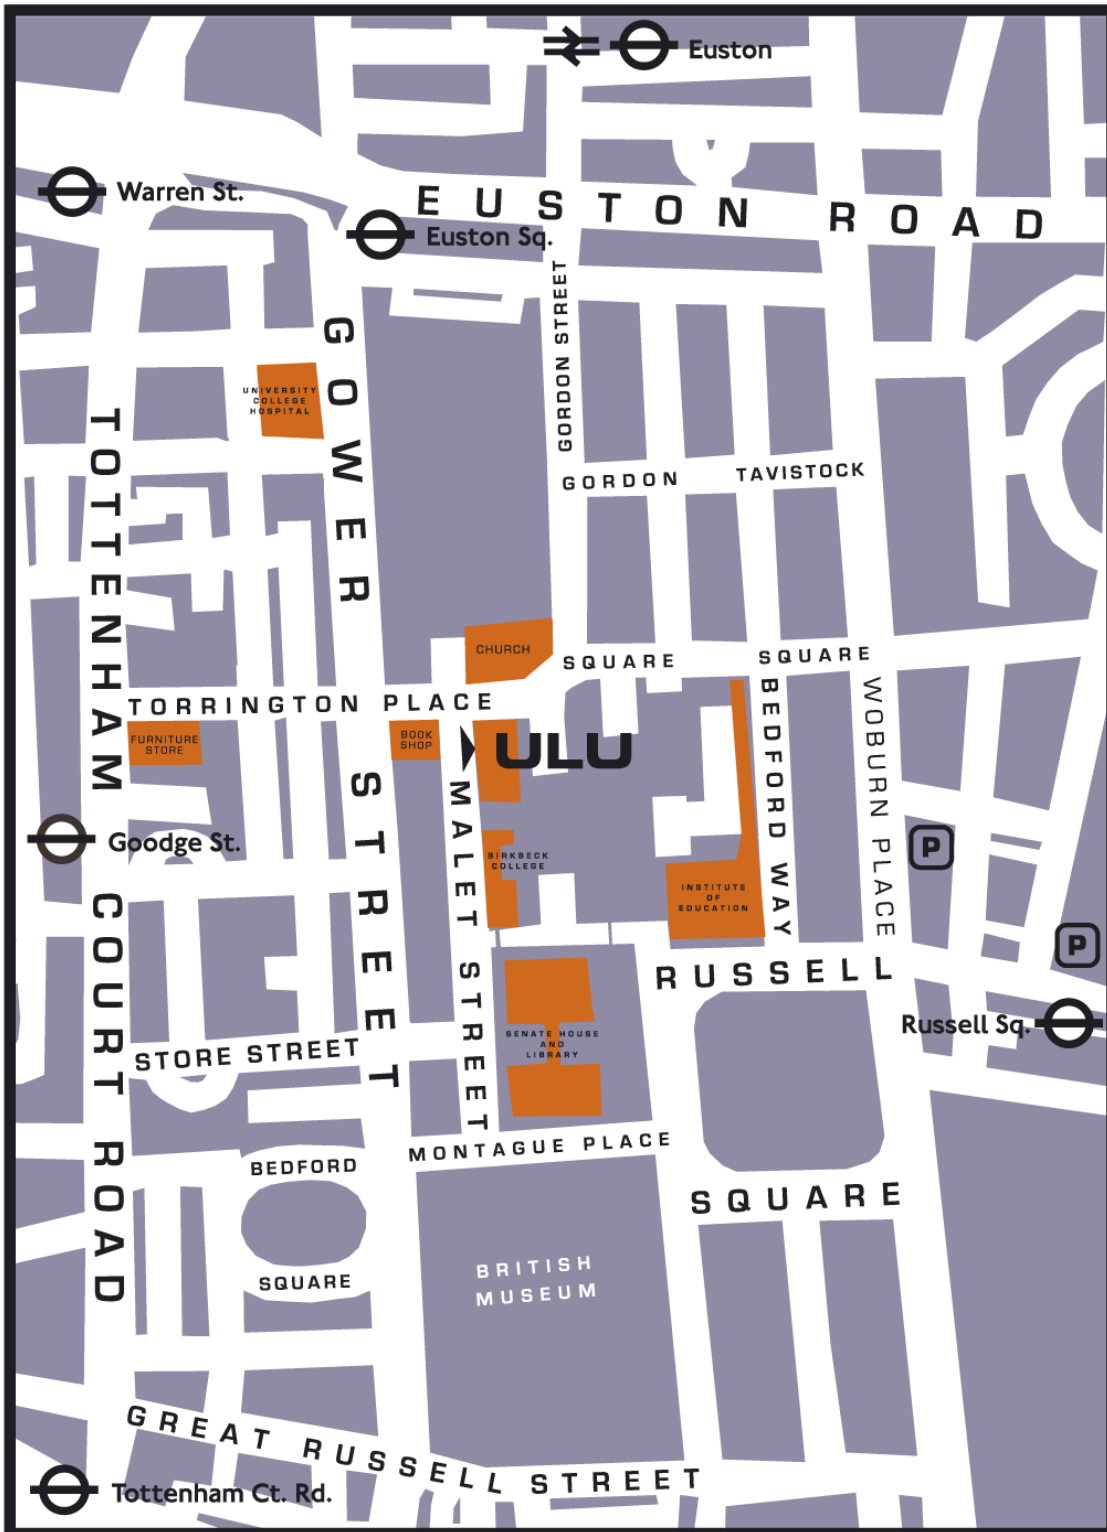 Euston
Warren St.
EUSTON ROAD
Euston Sq.
GORDON STREET
GOWER
UNIVERSITY
COLLEGE
HOSPITAL
TOTTENHAM
GORDON
TAVISTOCK
CHURCH
SQUARE
SQUARE
TORRINGTON PLACE
BEDFORD WAY
WOBURN PLACE
FURNITURE
STORE
BOOK
SHOP
ULU
STREET
MALET STREET
Goodge St.
P
BIRKBECK
COLLEGE
INSTITUTE
OF
EDUCATION
COURT ROAD
P
RUSSELL
Russell Sq.
SENATE HOUSE
AND
LIBRARY
STORE STREET
MONTAGUE PLACE
BEDFORD
SQUARE
SQUARE
BRITISH
MUSEUM
GREAT RUSSELL STREET
Tottenham Ct. Rd.